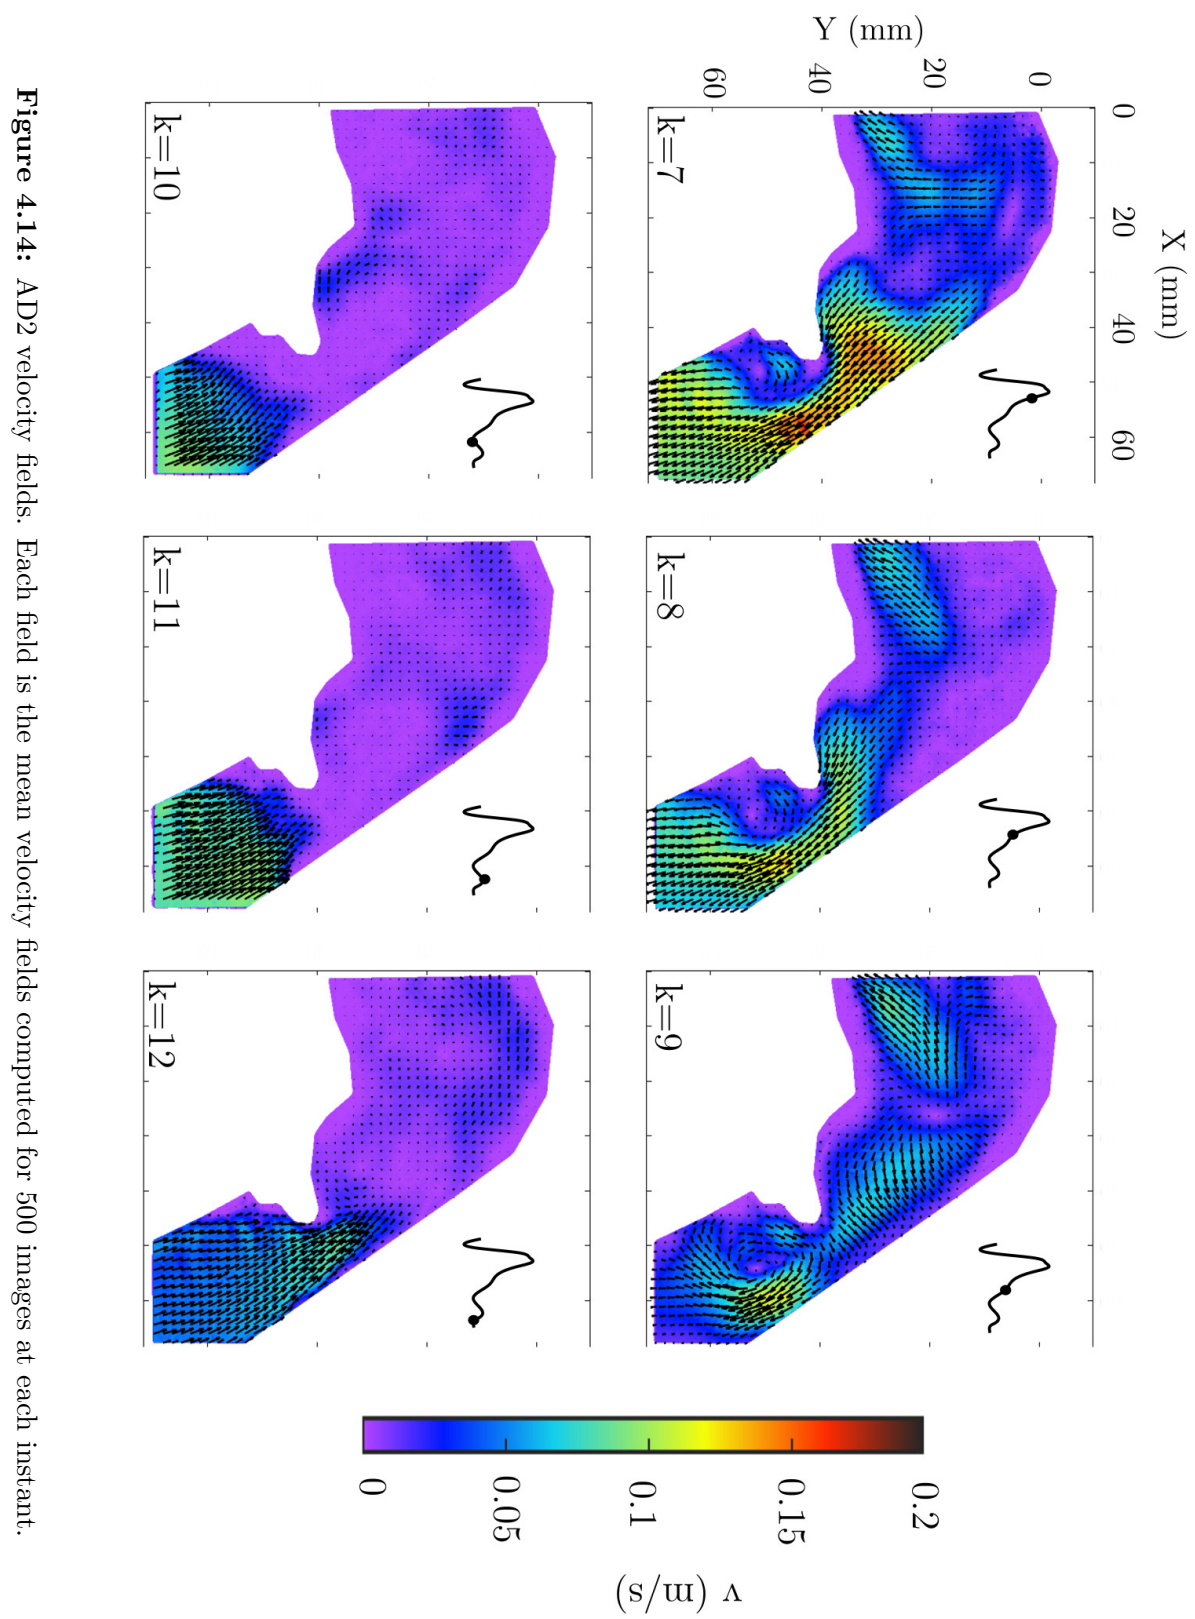 X (mm)
0
20
40
60
Y (mm)
0
20
40
60
k=7
k=8
k=9
k=10
k=11
k=12
0
0.05
0.1
0.15
0.2
v (m/s)
Figure 4.14: AD2 velocity fields. Each field is the mean velocity fields computed for 500 images at each instant.